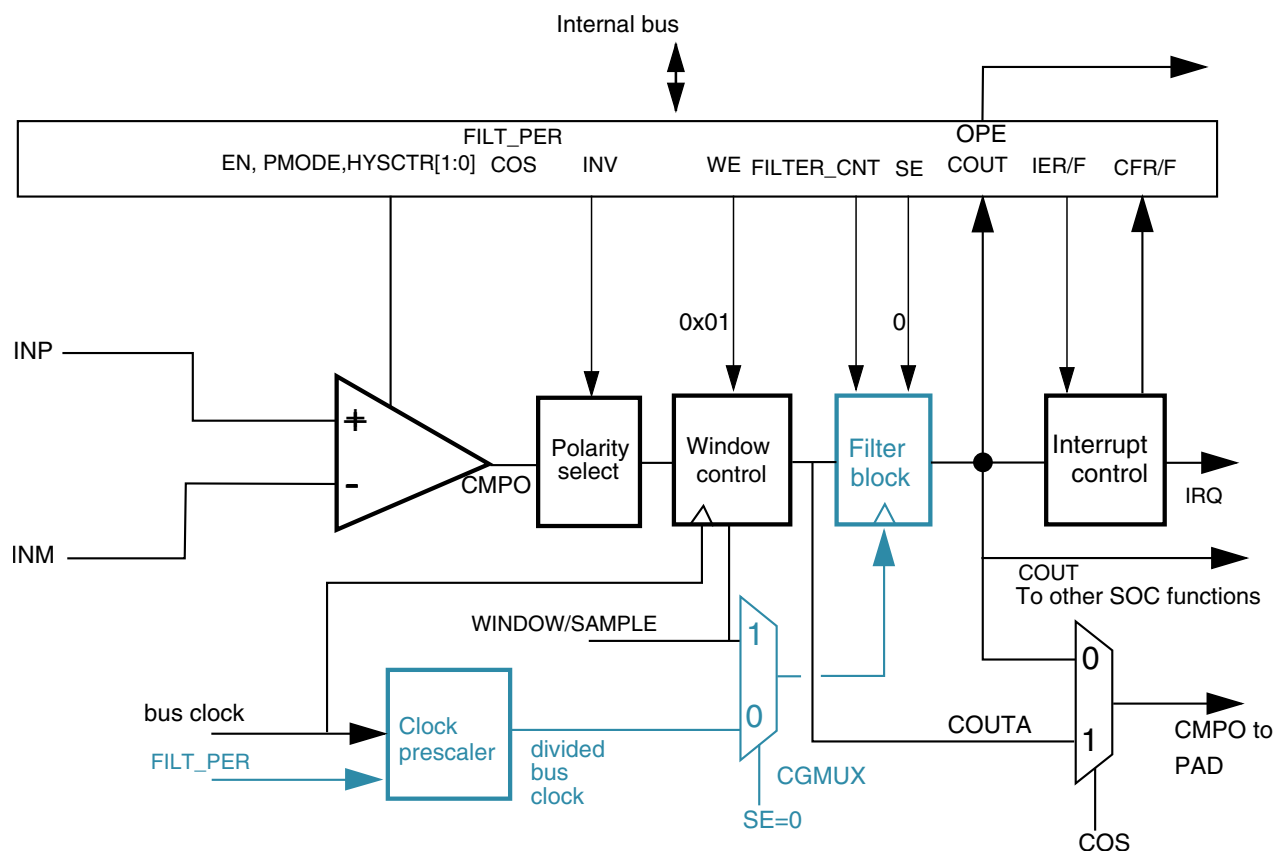 Internal bus
FILT_PER
OPE
EN, PMODE,HYSCTR[1:0]
COS
INV
WE
FILTER_CNT
SE
COUT
IER/F
CFR/F
0x01
0
INP
+
-
INM
CMPO
Polarity
select
Window
control
Filter
block
Interrupt
control
IRQ
COUT
To other SOC functions
WINDOW/SAMPLE
1
0
0
1
bus clock
FILT_PER
Clock
prescaler
divided
bus
clock
CGMUX
SE=0
COUTA
CMPO to
PAD
COS